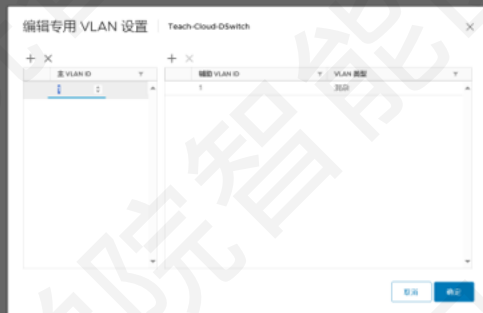 编辑专用 VLAN 设置 Teach-Cloud-DSwitch
主 VLAN ID
辅助 VLAN ID VLAN 类型
1 混杂
取消 确定